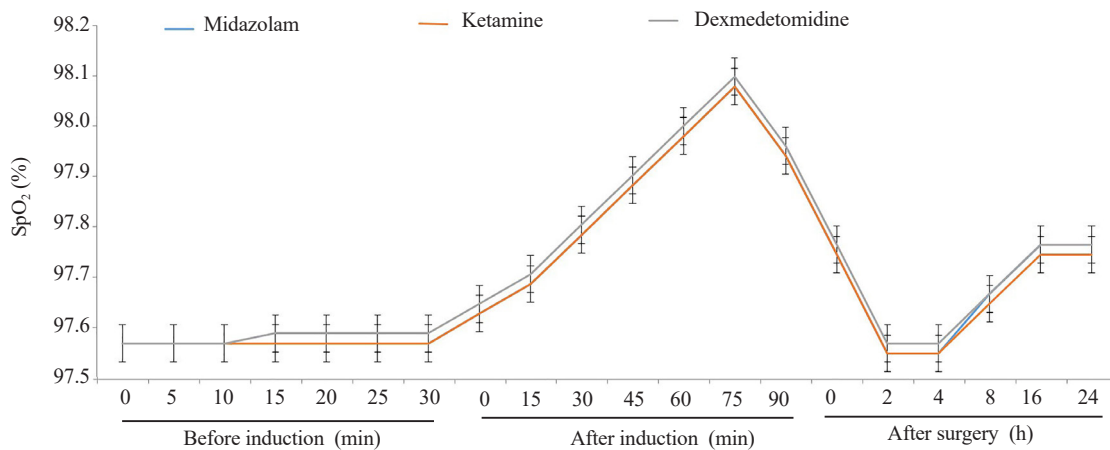 Midazolam Ketamine Dexmedetomidine
98.2
98.1
98.0
97.9
97.8
97.7
97.6
97.5
SpO₂ (%)
0 5 10 15 20 25 30 0 15 30 45 60 75 90 0 2 4 8 16 24
Before induction (min) After induction (min) After surgery (h)